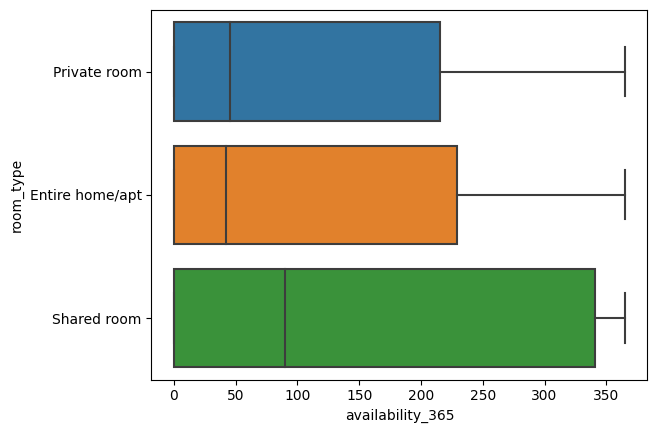 Private room
Entire home/apt
Shared room
room_type
0 50 100 150 200 250 300 350
availability_365